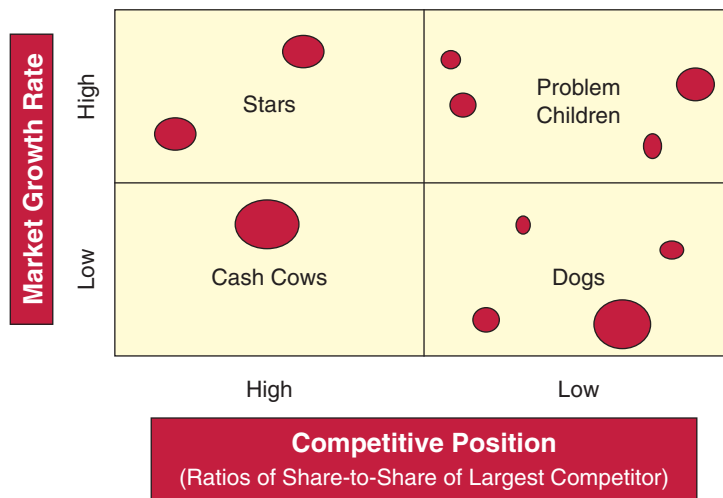 Market Growth Rate
High
Low
Stars
Problem
Children
Cash Cows
Dogs
High
Low
Competitive Position
(Ratios of Share-to-Share of Largest Competitor)